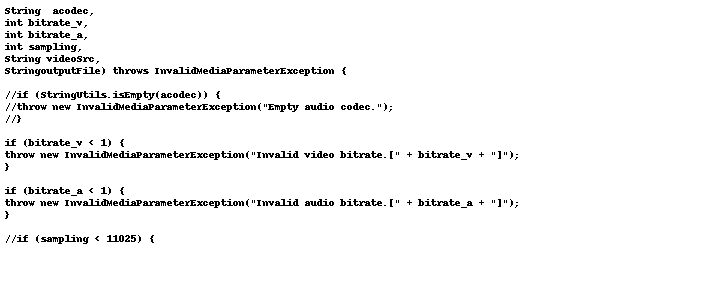 String  acodec,
int bitrate_v,
int bitrate_a,
int sampling,
String videoSrc,
StringoutputFile) throws InvalidMediaParameterException {
//if (StringUtils.isEmpty(acodec)) {
//throw new InvalidMediaParameterException("Empty audio codec.");
//}
if (bitrate_v < 1) {
throw new InvalidMediaParameterException("Invalid video bitrate.[" + bitrate_v + "]");
}
if (bitrate_a < 1) {
throw new InvalidMediaParameterException("Invalid audio bitrate.[" + bitrate_a + "]");
}
//if (sampling < 11025) {